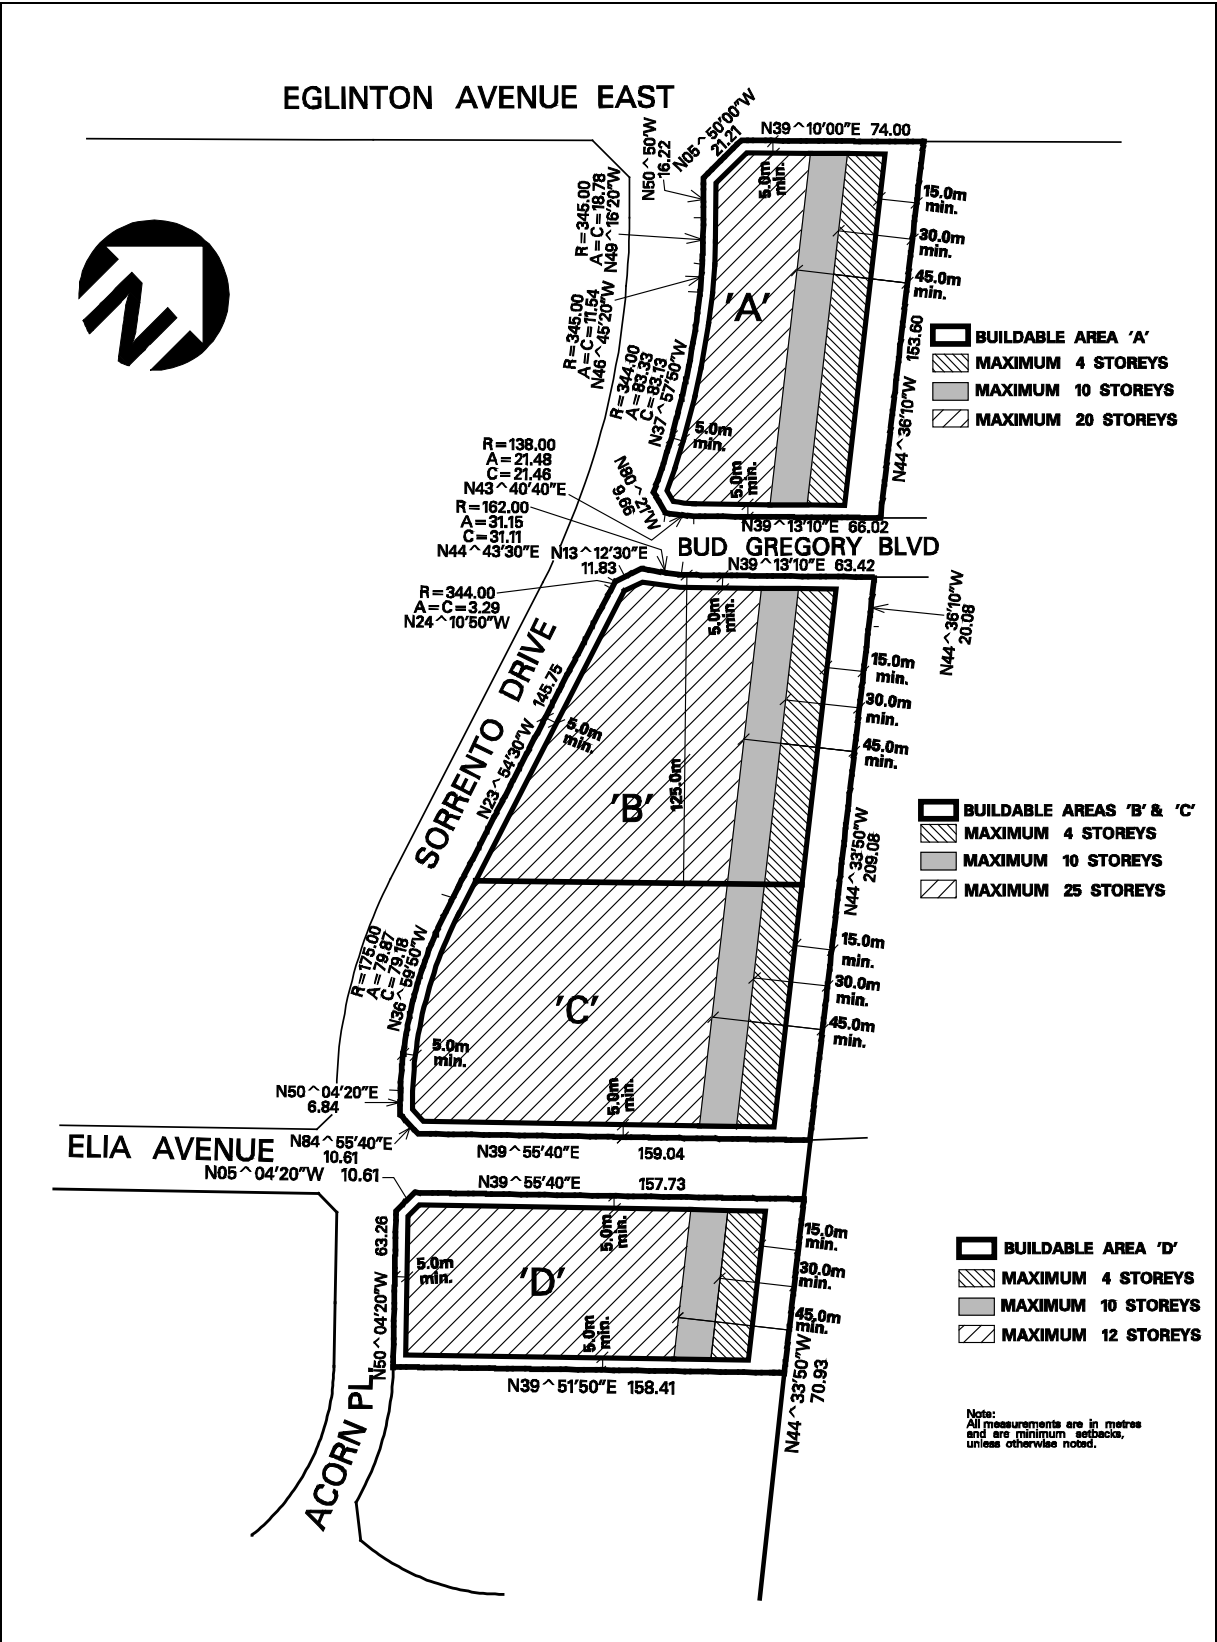 EGLINTON AVENUE EAST
N50^50'W
16.22
N05^50'00"W
21.21
N39^10'00"E 74.00
R=345.00
A=C=18.78
N49^16'20"W
5.0m
min.
15.0m
min.
30.0m
min.
45.0m
min.
N
R=345.00
A=C=11.54
N46^45'20"W
'A'
R=344.00
A=83.33
C=83.13
N37^57'50"W
N44^36'10"W 153.60
BUILDABLE AREA 'A'
MAXIMUM 4 STOREYS
MAXIMUM 10 STOREYS
MAXIMUM 20 STOREYS
5.0m
min.
5.0m
min.
R=138.00
A=21.48
C=21.46
N43^40'40"E
N80^21'W
9.66
R=162.00
A=31.15
C=31.11
N44^43'30"E
N39^13'10"E 66.02
BUD GREGORY BLVD
N13^12'30"E
11.83
N39^13'10"E 63.42
R=344.00
A=C=3.29
N24^10'50"W
5.0m
min.
N44^36'10"W
20.08
SORRENTO DRIVE
N23^54'30"W 145.75
5.0m
min.
15.0m
min.
30.0m
min.
45.0m
min.
125.0m
'B'
N44^33'50"W
209.08
BUILDABLE AREAS 'B' & 'C'
MAXIMUM 4 STOREYS
MAXIMUM 10 STOREYS
MAXIMUM 25 STOREYS
R=175.00
A=79.87
C=79.18
N36^59'50"W
15.0m
min.
30.0m
min.
45.0m
min.
'C'
5.0m
min.
5.0m
min.
N50^04'20"E
6.84
ELIA AVENUE
N84^55'40"E
10.61
N05^04'20"W 10.61
N39^55'40"E 159.04
N39^55'40"E 157.73
N50^04'20"W 63.26
5.0m
min.
5.0m
min.
'D'
5.0m
min.
15.0m
min.
30.0m
min.
45.0m
min.
BUILDABLE AREA 'D'
MAXIMUM 4 STOREYS
MAXIMUM 10 STOREYS
MAXIMUM 12 STOREYS
N39^51'50"E 158.41
N44^33'50"W
70.93
ACORN PL.
Note:
All measurements are in metres
and are minimum setbacks,
unless otherwise noted.